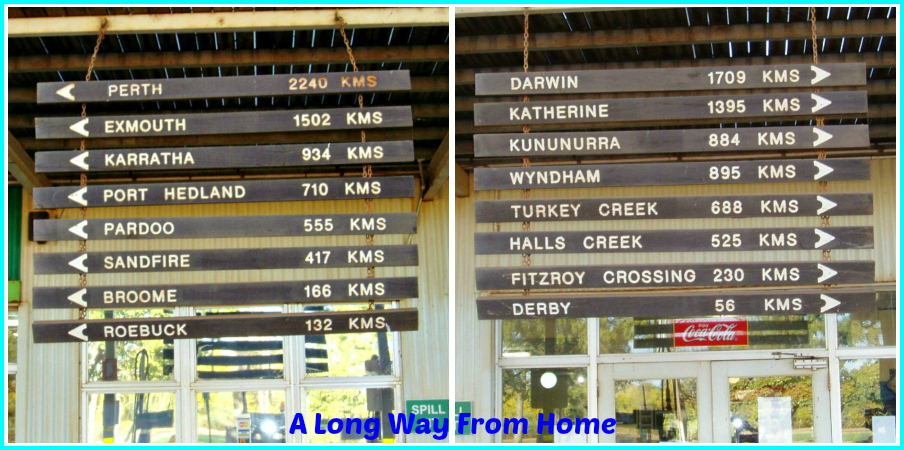 PERTH 2240 KMS
EXMOUTH 1502 KMS
KARRATHA 934 KMS
PORT HEDLAND 710 KMS
PARDOO 555 KMS
SANDFIRE 417 KMS
BROOME 166 KMS
ROEBUCK 132 KMS
SPILL
DARWIN 1709 KMS
KATHERINE 1395 KMS
KUNUNURRA 884 KMS
WYNDHAM 895 KMS
TURKEY CREEK 688 KMS
HALLS CREEK 525 KMS
FITZROY CROSSING 230 KMS
DERBY 56 KMS
Coca-Cola
A Long Way From Home